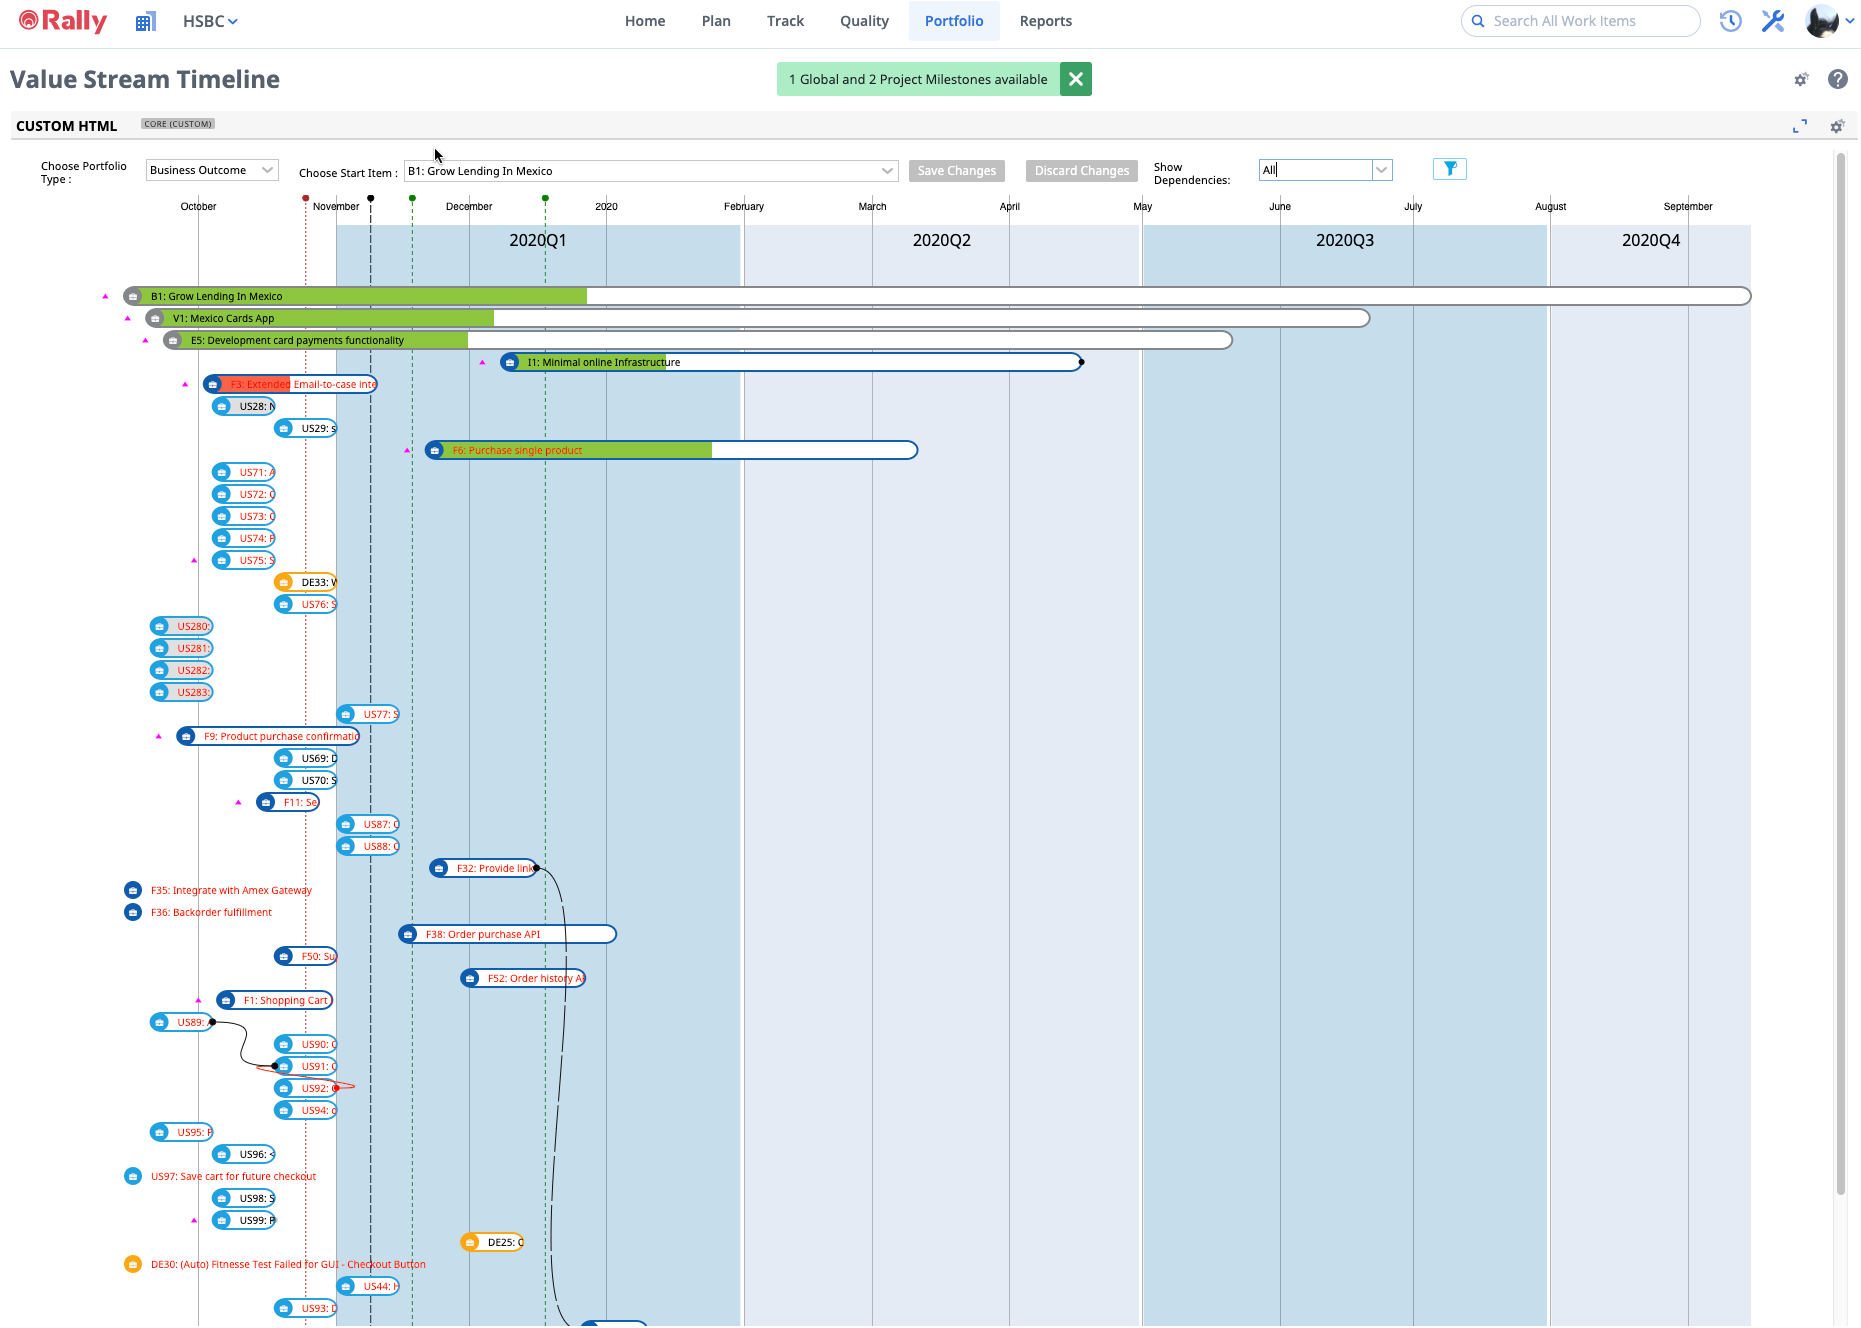 Rally
HSBC
Home Plan Track Quality Portfolio Reports
Search All Work Items
Value Stream Timeline
1 Global and 2 Project Milestones available
CUSTOM HTML CORE (CUSTOM)
Choose Portfolio Type :
Business Outcome
Choose Start Item :
B1: Grow Lending In Mexico
Save Changes
Discard Changes
Show Dependencies:
All
October November December 2020 February March April May June July August September
2020Q1 2020Q2 2020Q3 2020Q4
B1: Grow Lending In Mexico
V1: Mexico Cards App
E5: Development card payments functionality
I1: Minimal online Infrastructure
F3: Extended Email-to-case inte
US28:
US29: s
F6: Purchase single product
US71: A
US72:
US73:
US74:
US75: S
DE33:
US76: S
US280:
US281:
US282:
US283:
US77: S
F9: Product purchase confirmatic
US69: D
US70: S
F11: Se
US87:
US88:
F32: Provide link
F35: Integrate with Amex Gateway
F36: Backorder fulfillment
F38: Order purchase API
F50: Su
F52: Order history
F1: Shopping Cart
US89:
US90:
US91:
US92:
US94:
US95:
US96: <
US97: Save cart for future checkout
US98: S
US99:
DE25:
DE30: (Auto) Fitnesse Test Failed for GUI - Checkout Button
US44:
US93: D